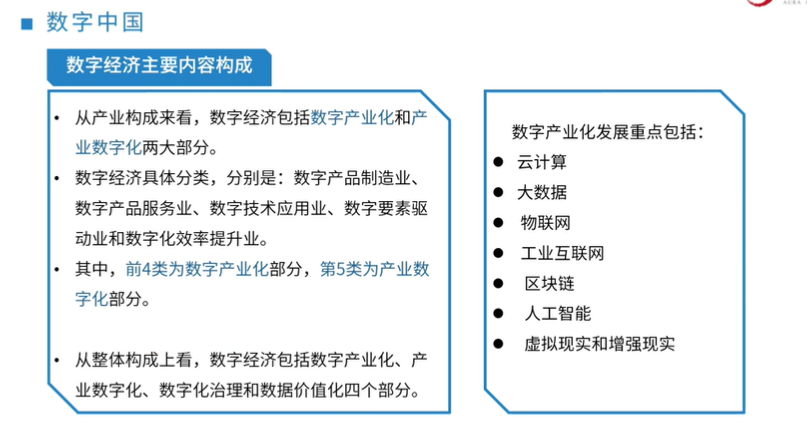 数字中国
数字经济主要内容构成
• 从产业构成来看，数字经济包括数字产业化和产
业数字化两大部分。
• 数字经济具体分类，分别是：数字产品制造业、
数字产品服务业、数字技术应用业、数字要素驱
动业和数字化效率提升业。
• 其中，前4类为数字产业化部分，第5类为产业数
字化部分。
• 从整体构成上看，数字经济包括数字产业化、产
业数字化、数字化治理和数据价值化四个部分。
数字产业化发展重点包括：
● 云计算
● 大数据
● 物联网
● 工业互联网
● 区块链
● 人工智能
● 虚拟现实和增强现实